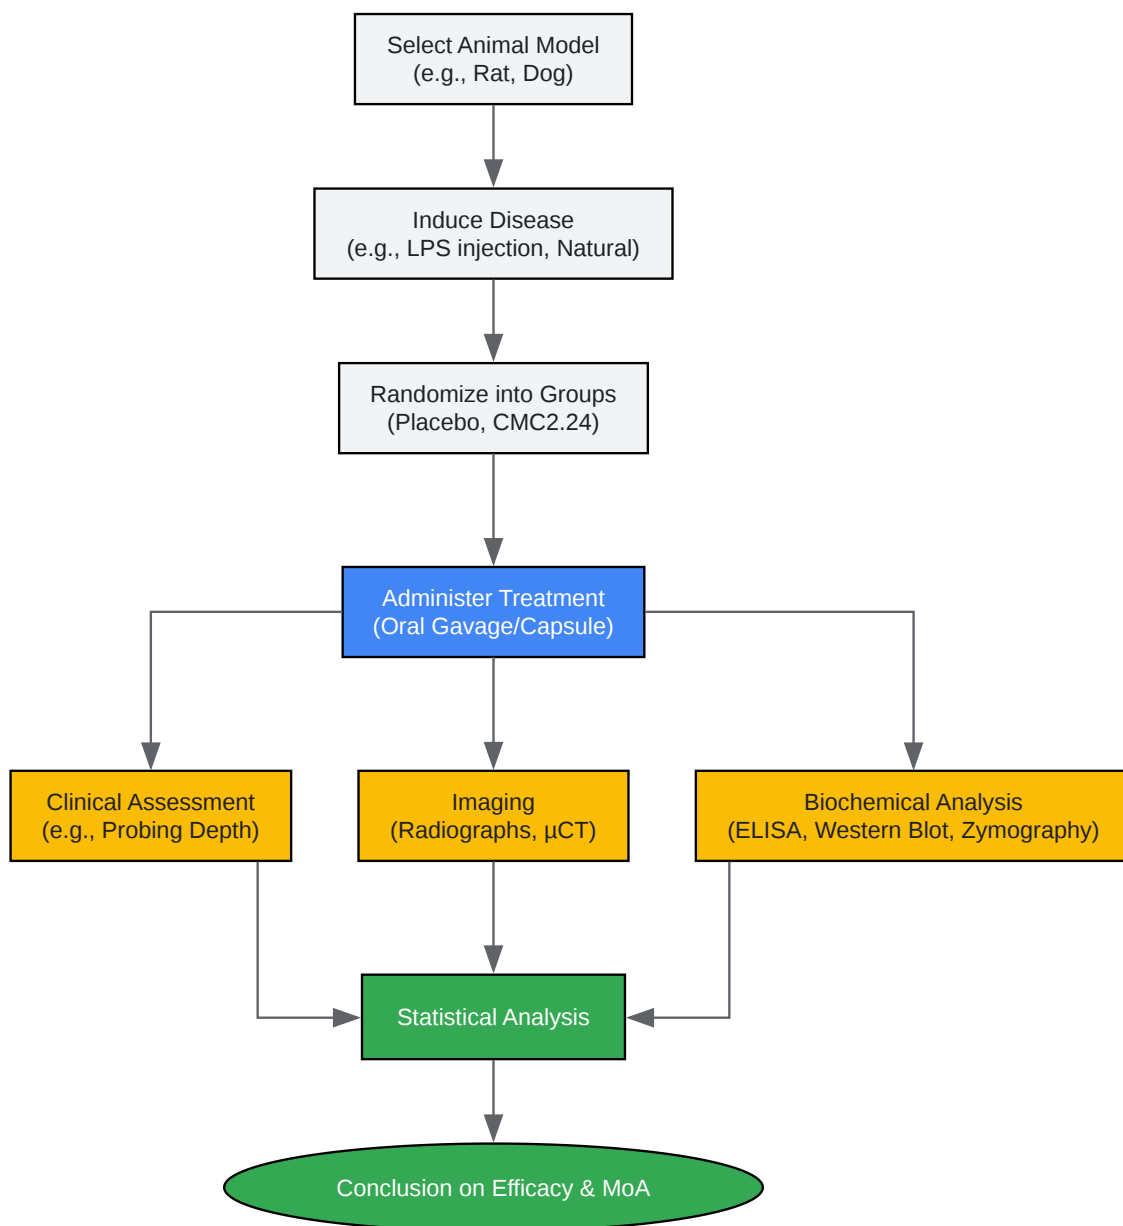 Select Animal Model
(e.g., Rat, Dog)
Induce Disease
(e.g., LPS injection, Natural)
Randomize into Groups
(Placebo, CMC2.24)
Administer Treatment
(Oral Gavage/Capsule)
Clinical Assessment
(e.g., Probing Depth)
Imaging
(Radiographs, µCT)
Biochemical Analysis
(ELISA, Western Blot, Zymography)
Statistical Analysis
Conclusion on Efficacy & MoA